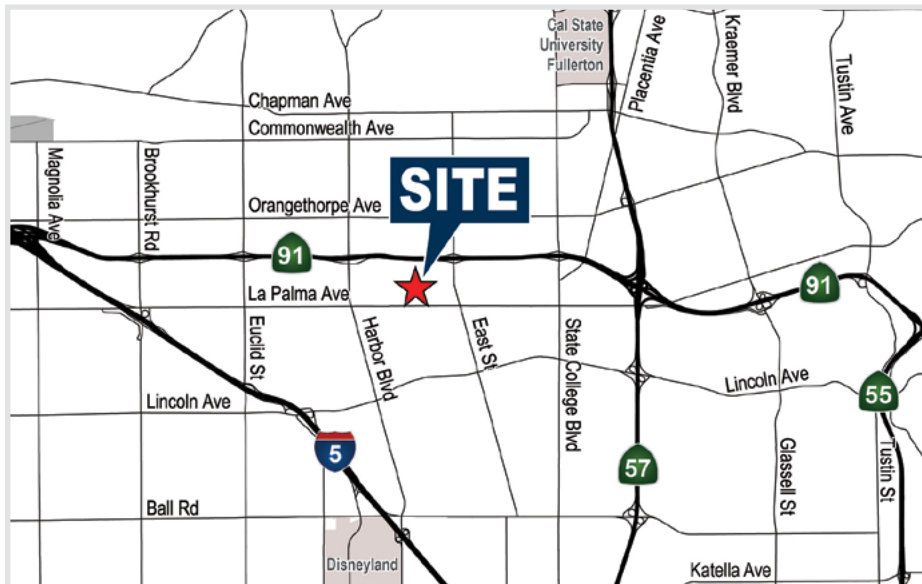 Cal State
University
Fullerton
Placentia Ave
Kraemer Blvd
Tustin Ave
Chapman Ave
Commonwealth Ave
Magnolia Ave
Brookhurst Rd
SITE
Orangethorpe Ave
91
91
La Palma Ave
Euclid St
Harbor Blvd
East St
State College Blvd
Lincoln Ave
Lincoln Ave
55
5
57
Glassell St
Tustin St
Ball Rd
Disneyland
Katella Ave